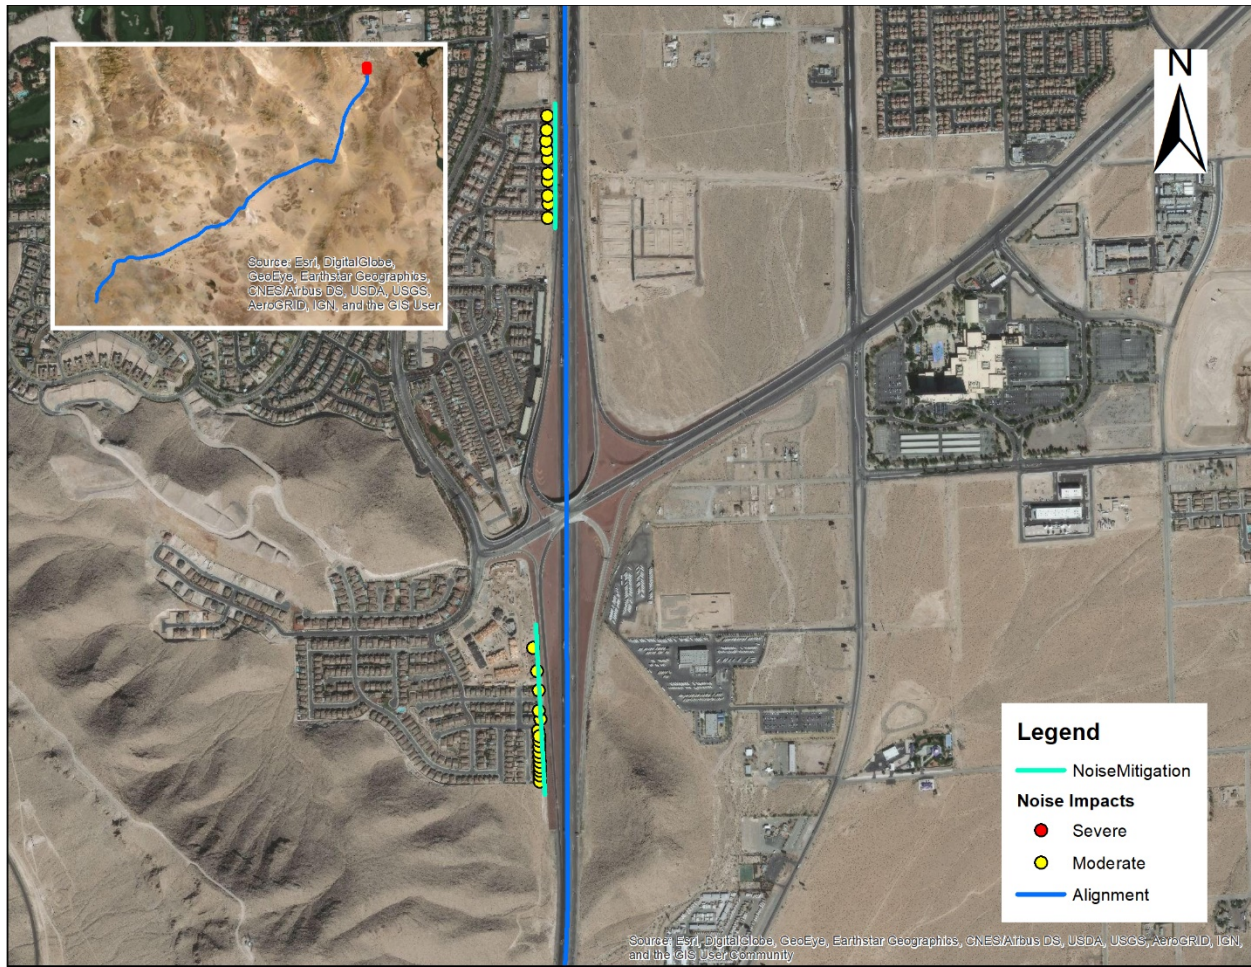 N
Source: Esri, DigitalGlobe,
GeoEye, Earthstar Geographics,
CNES/Airbus DS, USDA, USGS,
AeroGRID, IGN, and the GIS User
Legend
NoiseMitigation
Noise Impacts
Severe
Moderate
Alignment
Source: Esri, DigitalGlobe, GeoEye, Earthstar Geographics, CNES/Airbus DS, USDA, USGS, AeroGRID, IGN,
and the GIS User Community